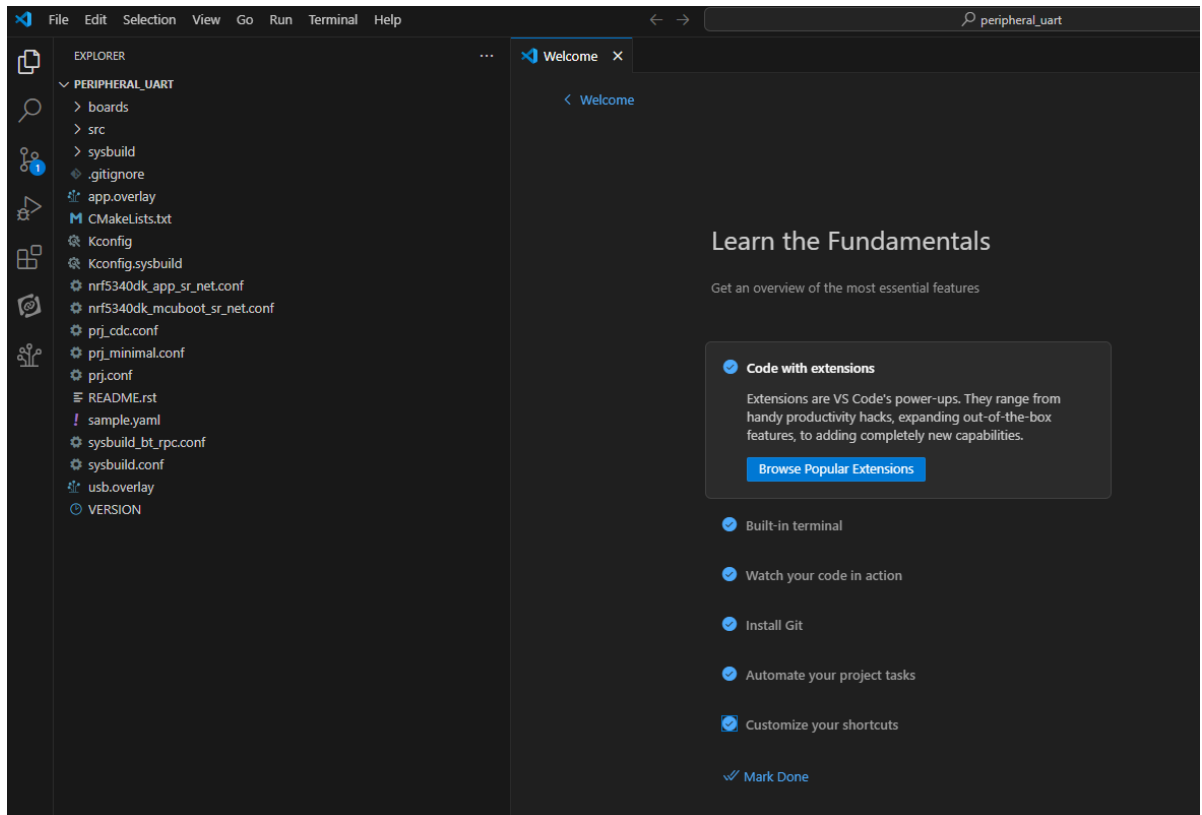 File Edit Selection View Go Run Terminal Help
peripheral_uart
EXPLORER
...
Welcome
PERIPHERAL_UART
boards
src
sysbuild
.gitignore
app.overlay
CMakeLists.txt
Kconfig
Kconfig.sysbuild
nrf5340dk_app_sr_net.conf
nrf5340dk_mcuboot_sr_net.conf
prj_cdc.conf
prj_minimal.conf
prj.conf
README.rst
sample.yaml
sysbuild_bt_rpc.conf
sysbuild.conf
usb.overlay
VERSION
1
Welcome
Learn the Fundamentals
Get an overview of the most essential features
Code with extensions
Extensions are VS Code's power-ups. They range from
handy productivity hacks, expanding out-of-the-box
features, to adding completely new capabilities.
Browse Popular Extensions
Built-in terminal
Watch your code in action
Install Git
Automate your project tasks
Customize your shortcuts
Mark Done